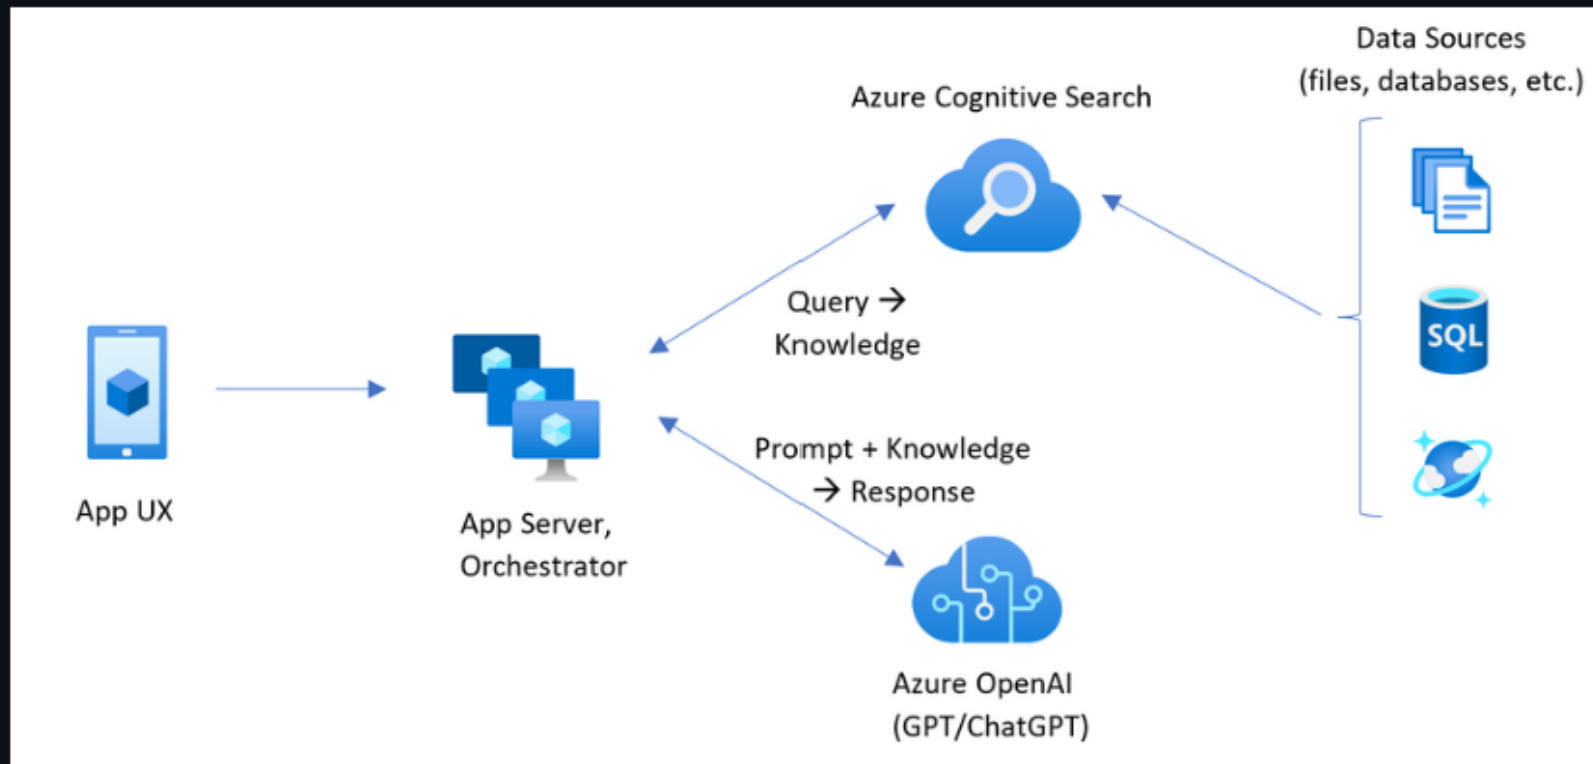 Data Sources
(files, databases, etc.)
Azure Cognitive Search
SQL
Query →
Knowledge
Prompt + Knowledge
→ Response
App UX
App Server,
Orchestrator
Azure OpenAI
(GPT/ChatGPT)